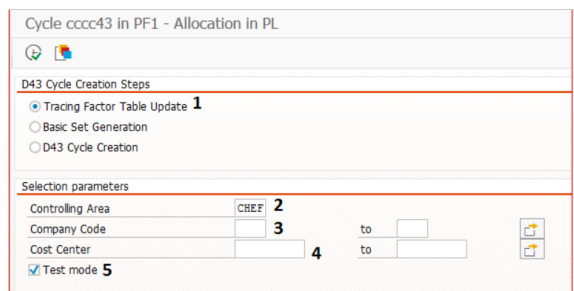 Cycle cccc43 in PF1 - Allocation in PL
D43 Cycle Creation Steps
Tracing Factor Table Update 1
Basic Set Generation
D43 Cycle Creation
Selection parameters
Controlling Area CHEF 2
Company Code 3 to
Cost Center 4 to
Test mode 5